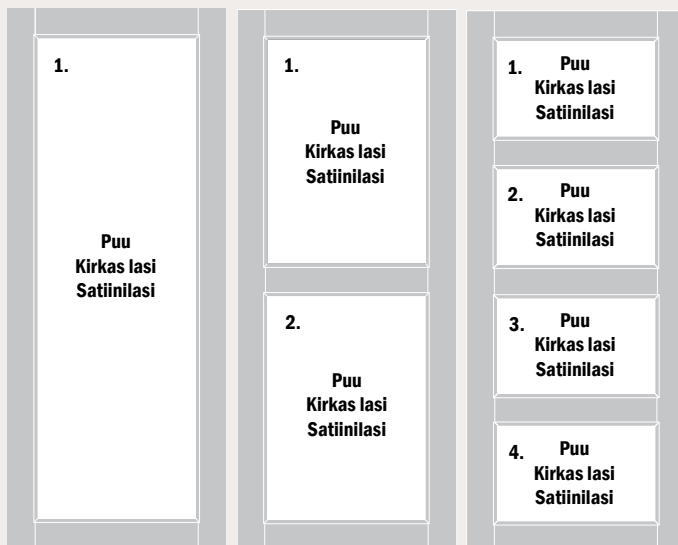 1.
Puu
Kirkas lasi
Satiinilasi
1.
Puu
Kirkas lasi
Satiinilasi
2.
Puu
Kirkas lasi
Satiinilasi
1. Puu
Kirkas lasi
Satiinilasi
2. Puu
Kirkas lasi
Satiinilasi
3. Puu
Kirkas lasi
Satiinilasi
4. Puu
Kirkas lasi
Satiinilasi